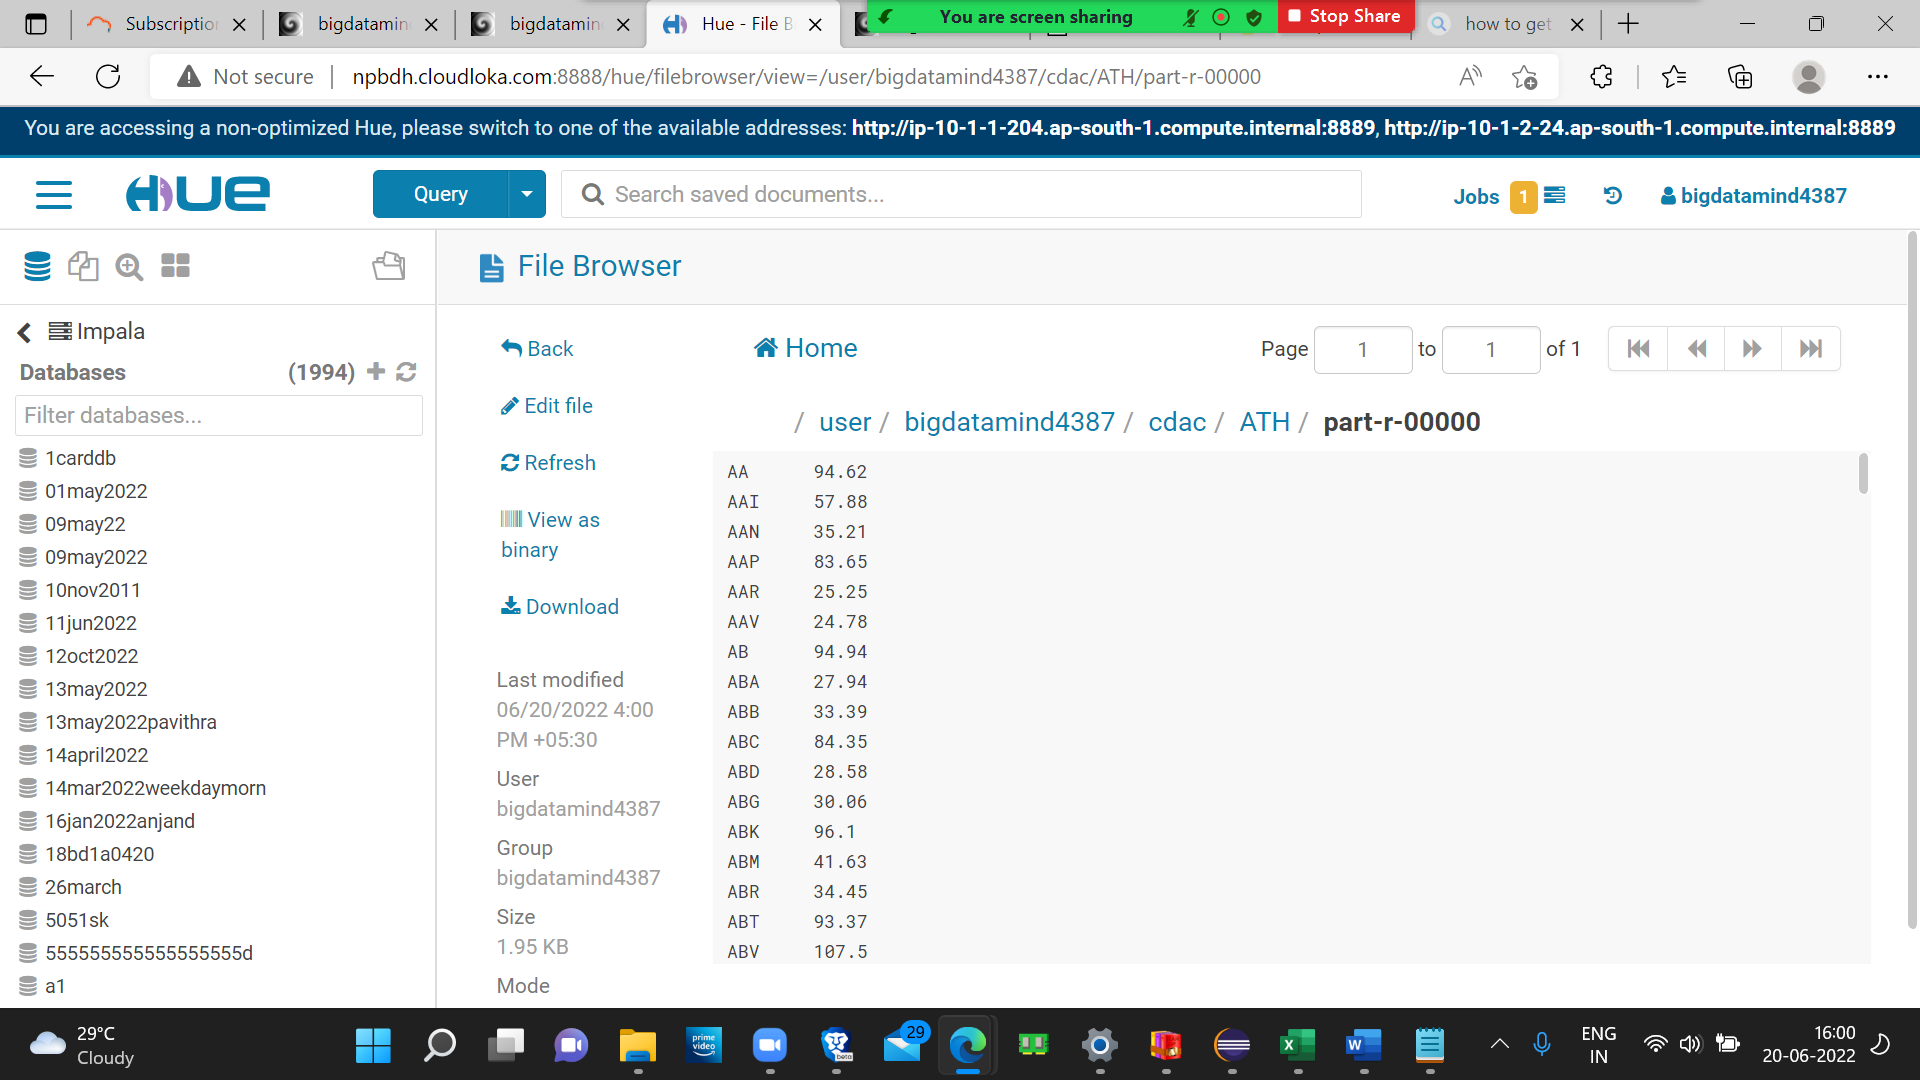 Subscription
bigdatamin
bigdatamin
Hue - File B
You are screen sharing
Stop Share
how to get
Not secure
npbdh.cloudloka.com:8888/hue/filebrowser/view=/user/bigdatamind4387/cdac/ATH/part-r-00000
You are accessing a non-optimized Hue, please switch to one of the available addresses: http://ip-10-1-1-204.ap-south-1.compute.internal:8889, http://ip-10-1-2-24.ap-south-1.compute.internal:8889
HUE
Query
Search saved documents...
Jobs 1
bigdatamind4387
File Browser
Impala
Databases (1994)
Filter databases...
1carddb
01may2022
09may22
09may2022
10nov2011
11jun2022
12oct2022
13may2022
13may2022pavithra
14april2022
14mar2022weekdaymorn
16jan2022anjand
18bd1a0420
26march
5051sk
a1
Back
Edit file
Refresh
View as
binary
Download
Last modified
06/20/2022 4:00
PM +05:30
User
bigdatamind4387
Group
bigdatamind4387
Size
1.95 KB
Mode
Home
Page 1 to 1 of 1
/ user / bigdatamind4387 / cdac / ATH / part-r-00000
AA 94.62
AAI 57.88
AAN 35.21
AAP 83.65
AAR 25.25
AAV 24.78
AB 94.94
ABA 27.94
ABB 33.39
ABC 84.35
ABD 28.58
ABG 30.06
ABK 96.1
ABM 41.63
ABR 34.45
ABT 93.37
ABV 107.5
29°C
Cloudy
prime
video
beta
29
ENG
IN
16:00
20-06-2022